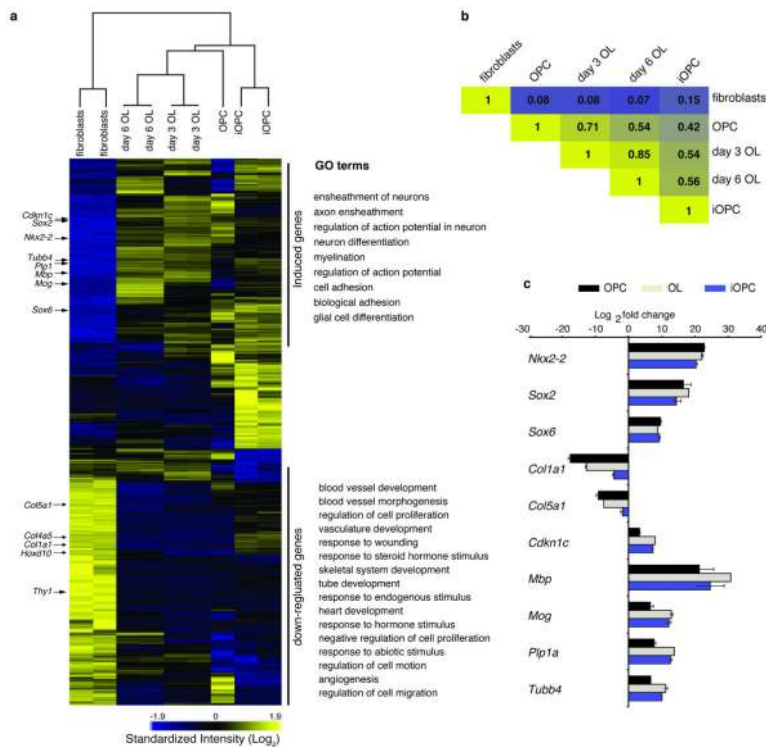 a
fibroblasts
fibroblasts
day 6 OL
day 6 OL
day 3 OL
day 3 OL
OPC
iOPC
iOPC
GO terms
Cdkn1c
Sox2
Nkx2-2
Tubb4
Plp1
Mbp
Mog
Sox6
Induced genes
ensheathment of neurons
axon ensheathment
regulation of action potential in neuron
neuron differentiation
myelination
regulation of action potential
cell adhesion
biological adhesion
glial cell differentiation
Col5a1
Col4a5
Col1a1
Hoxd10
Thy1
down-regluated genes
blood vessel development
blood vessel morphogenesis
regulation of cell proliferation
vasculature development
response to wounding
response to steroid hormone stimulus
skeletal system development
tube development
response to endogenous stimulus
heart development
response to hormone stimulus
negative regulation of cell proliferation
response to abiotic stimulus
regulation of cell motion
angiogenesis
regulation of cell migration
-1.9 0 1.9
Standardized Intensity (Log2)
b
fibroblasts
OPC
day 3 OL
day 6 OL
iOPC
1 0.08 0.08 0.07 0.15 fibroblasts
1 0.71 0.54 0.42 OPC
1 0.85 0.54 day 3 OL
1 0.56 day 6 OL
1 iOPC
c
OPC OL iOPC
Log 2 fold change
-30 -20 -10 0 10 20 30 40
Nkx2-2
Sox2
Sox6
Col1a1
Col5a1
Cdkn1c
Mbp
Mog
Plp1a
Tubb4